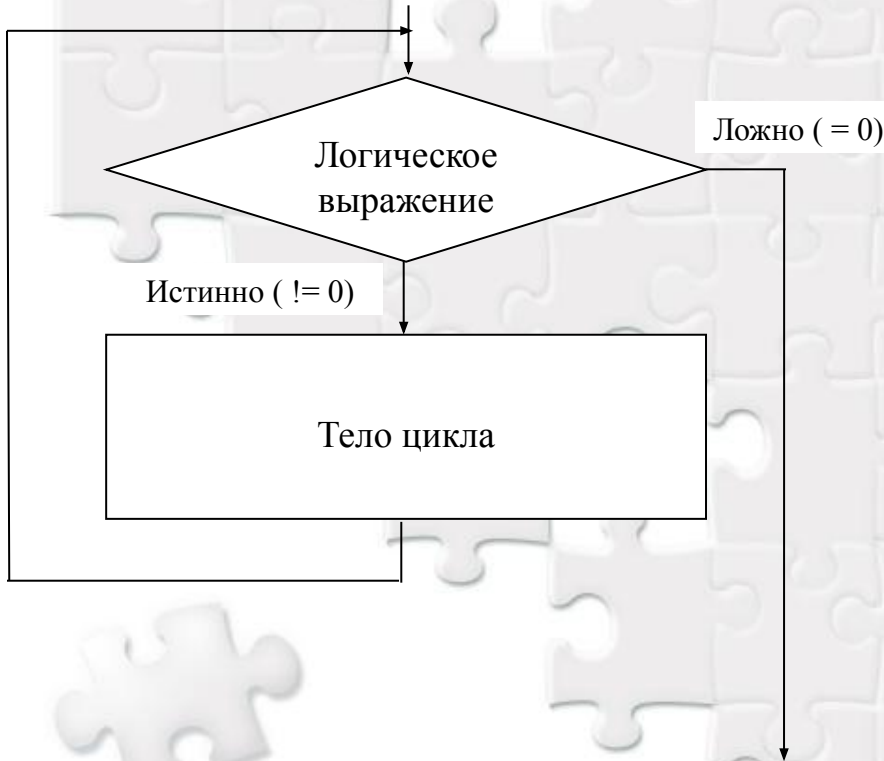 Ложно ( = 0)
Логическое
выражение
Истинно ( != 0)
Тело цикла